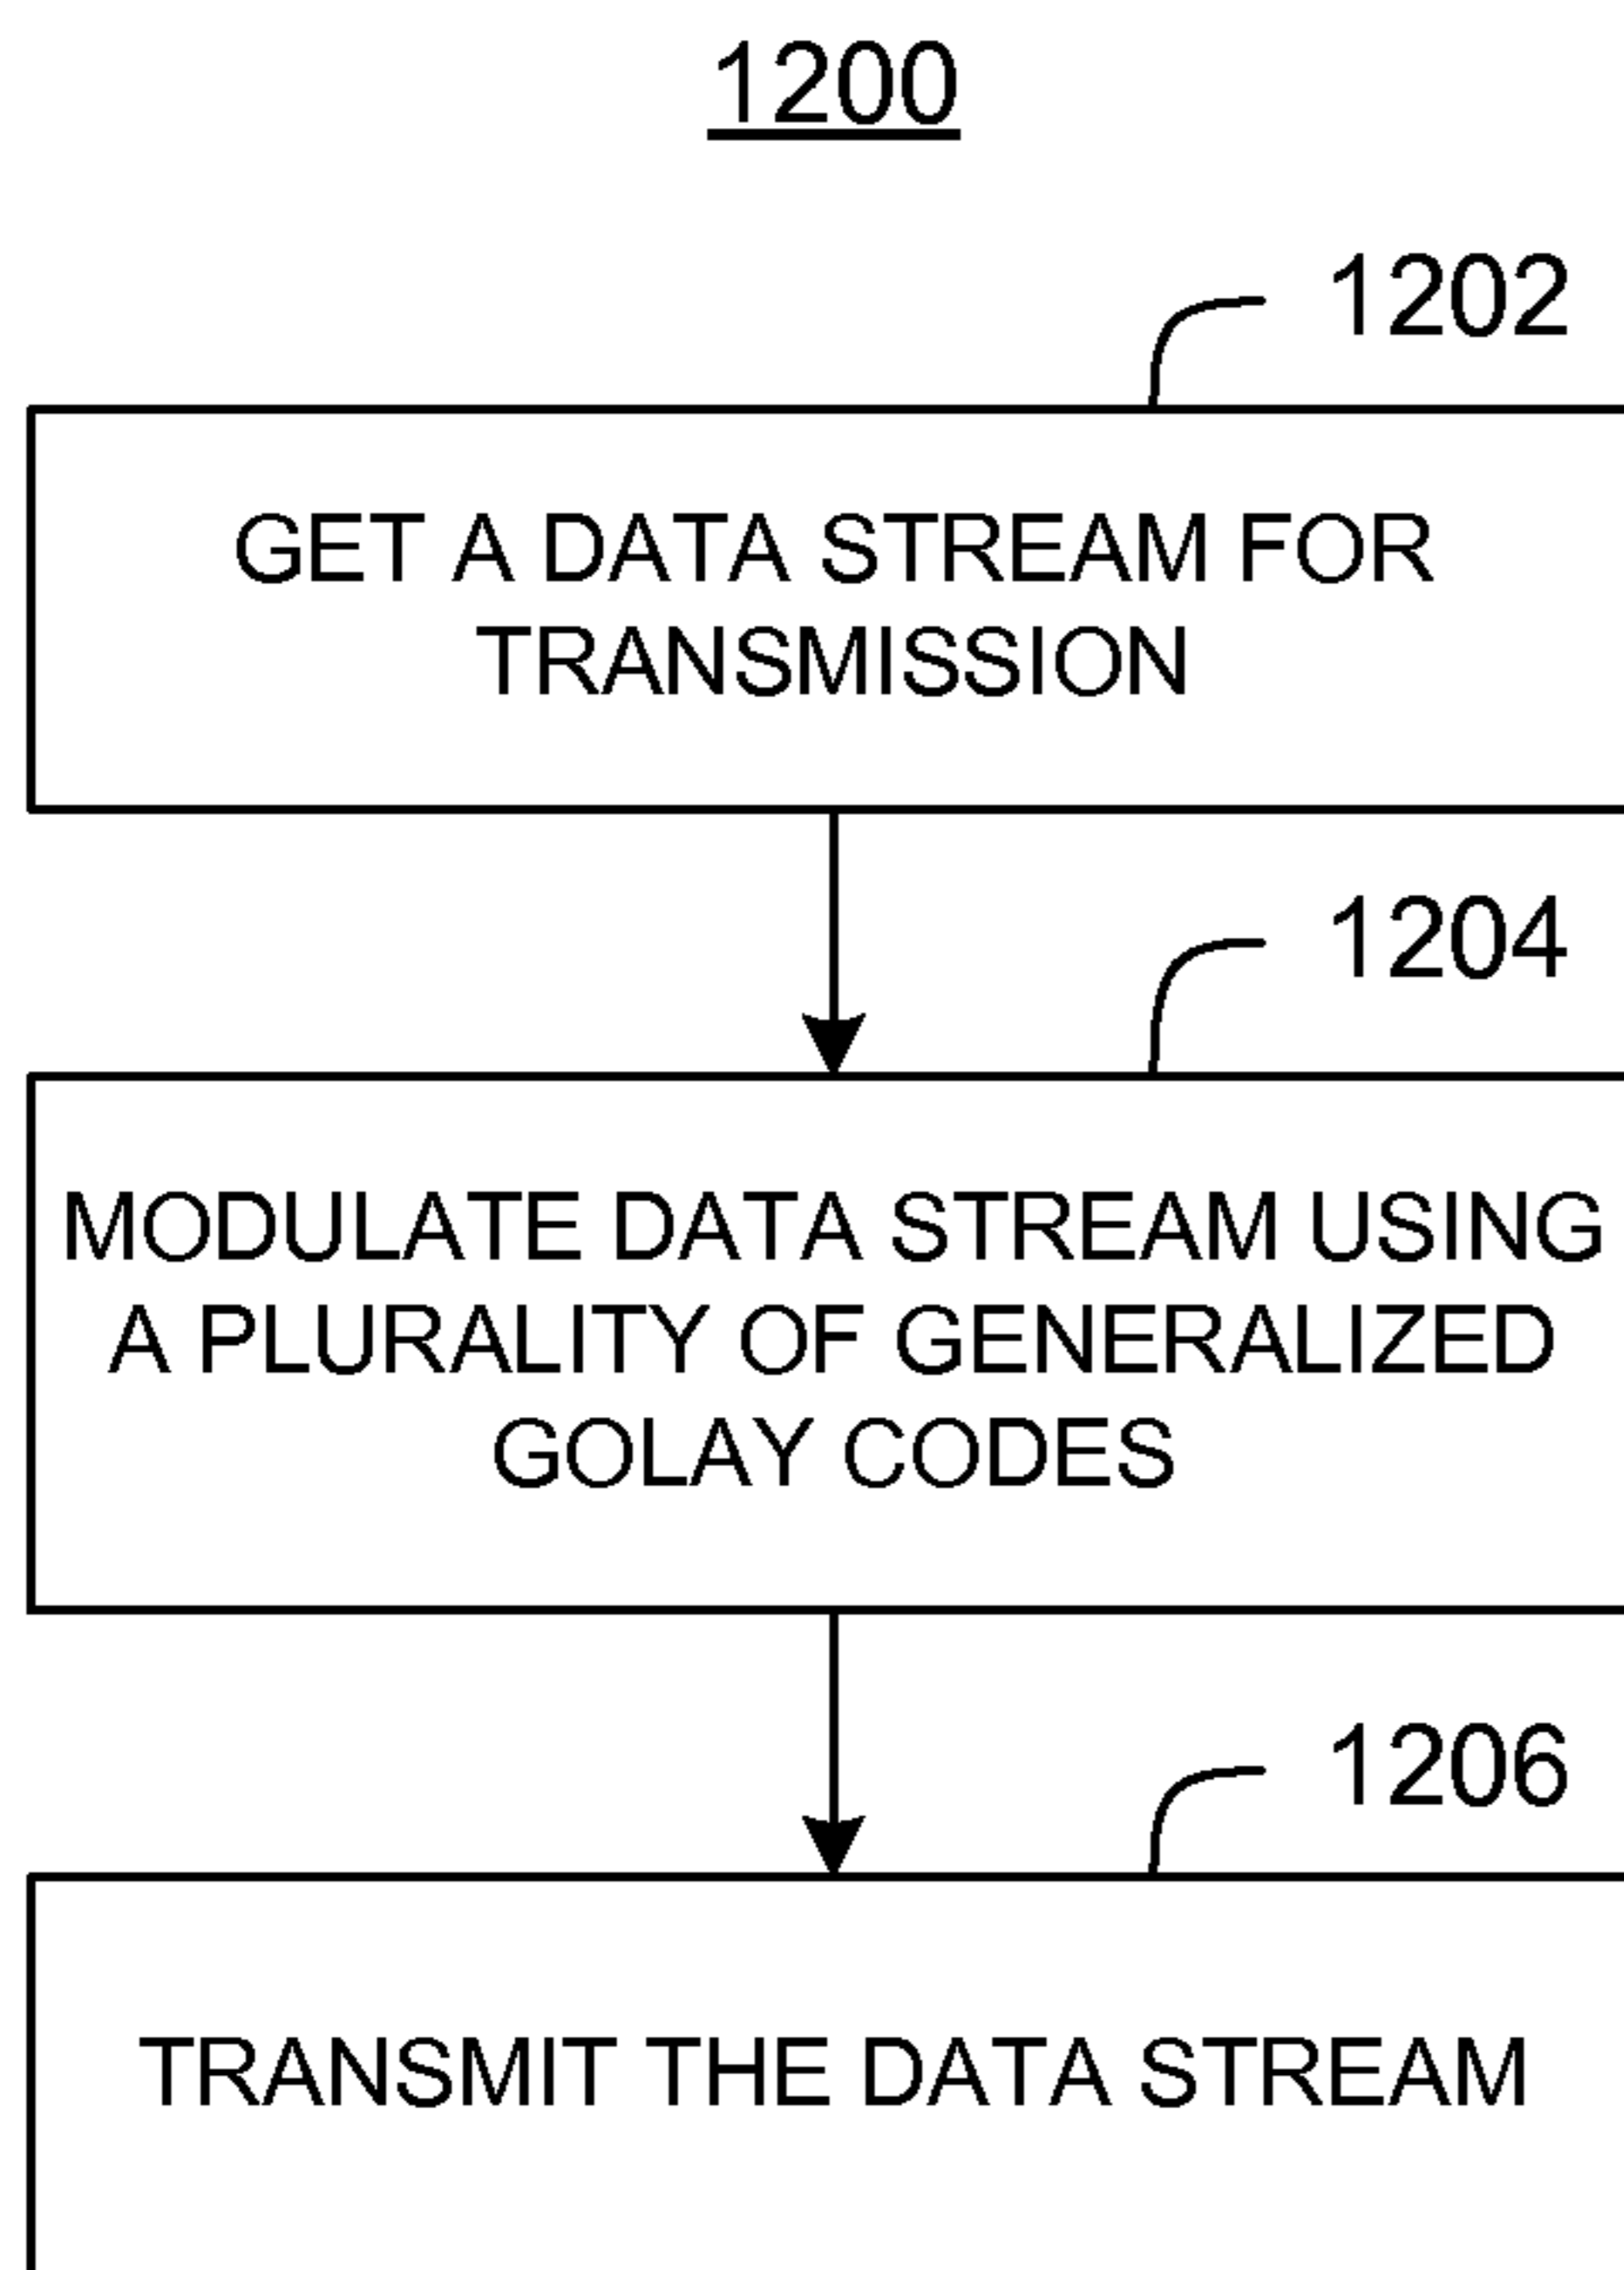 1200
1202
GET A DATA STREAM FOR
TRANSMISSION
1204
MODULATE DATA STREAM USING
A PLURALITY OF GENERALIZED
GOLAY CODES
1206
TRANSMIT THE DATA STREAM